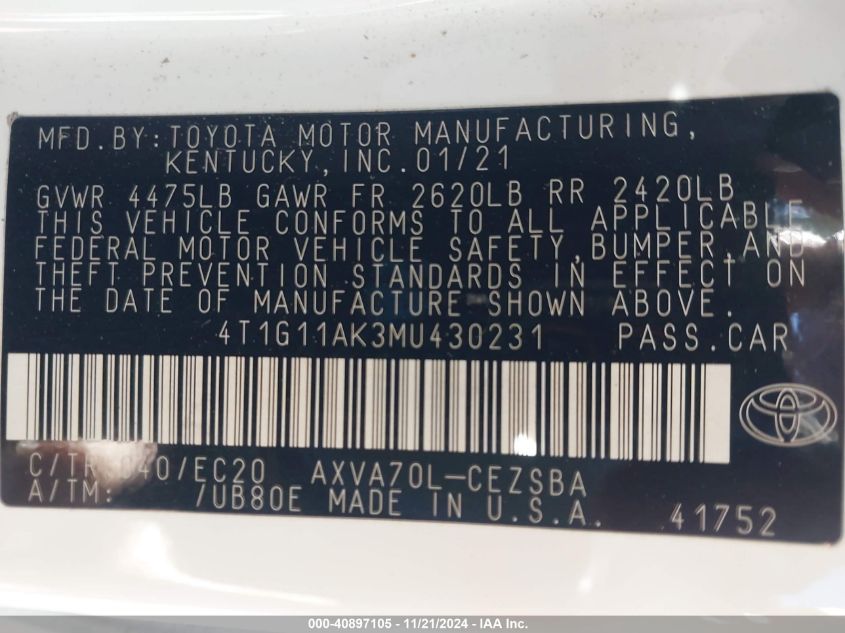 MFD.BY:TOYOTA MOTOR MANUFACTURING,
KENTUCKY,INC.01/21
GVWR 4475LB GAWR FR 2620LB RR 2420LB
THIS VEHICLE CONFORMS TO ALL APPLICABLE
FEDERAL MOTOR VEHICLE SAFETY,BUMPER,AND
THEFT PREVENTION STANDARDS IN EFFECT ON
THE DATE OF MANUFACTURE SHOWN ABOVE.
4T1G11AK3MU430231 PASS.CAR
C/TR: 040/EC20 AXVA70L-CEZSBA
A/TM: /UB80E MADE IN U.S.A. 41752
000-40897105 - 11/21/2024 - IAA Inc.